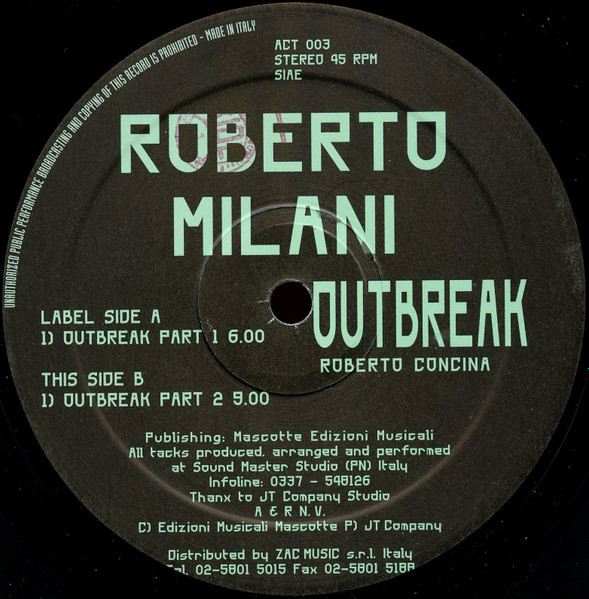 UNAUTHORIZED PUBLIC PERFORMANCE BROADCASTING AND COPYING OF THIS RECORD IS PROHIBITED - MADE IN ITALY
ACT 003
STEREO 45 RPM
SIAE
ROBERTO
MILANI
OUTBREAK
ROBERTO CONCINA
LABEL SIDE A
1) OUTBREAK PART 1 6.00
THIS SIDE B
1) OUTBREAK PART 2 5.00
Publishing: Mascotte Edizioni Musicali
All tacks produced, arranged and performed
at Sound Master Studio (PN) Italy
Infoline: 0337 - 548126
Thanx to JT Company Studio
A & R N.V.
C) Edizioni Musicali Mascotte P) JT Company
Distributed by ZAC MUSIC s.r.l. Italy
Tel. 02-5801 5015 Fax 02-5801 5188